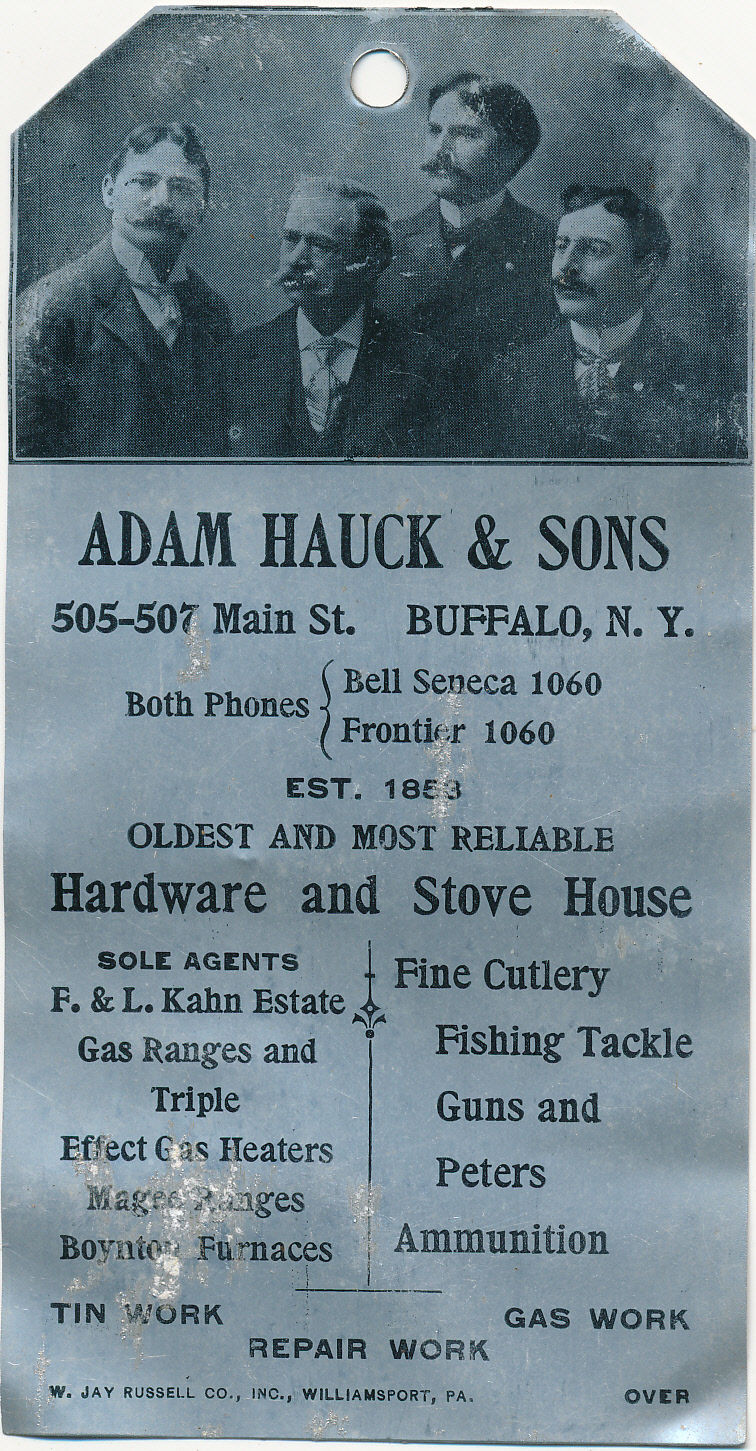 ADAM HAUCK & SONS
505-507 Main St. BUFFALO, N. Y.
Both Phones { Bell Seneca 1060
Frontier 1060
EST. 1853
OLDEST AND MOST RELIABLE
Hardware and Stove House
SOLE AGENTS
F. & L. Kahn Estate
Gas Ranges and
Triple
Effect Gas Heaters
Magee Ranges
Boynton Furnaces
Fine Cutlery
Fishing Tackle
Guns and
Peters
Ammunition
TIN WORK GAS WORK
REPAIR WORK
W. JAY RUSSELL CO., INC., WILLIAMSPORT, PA. OVER